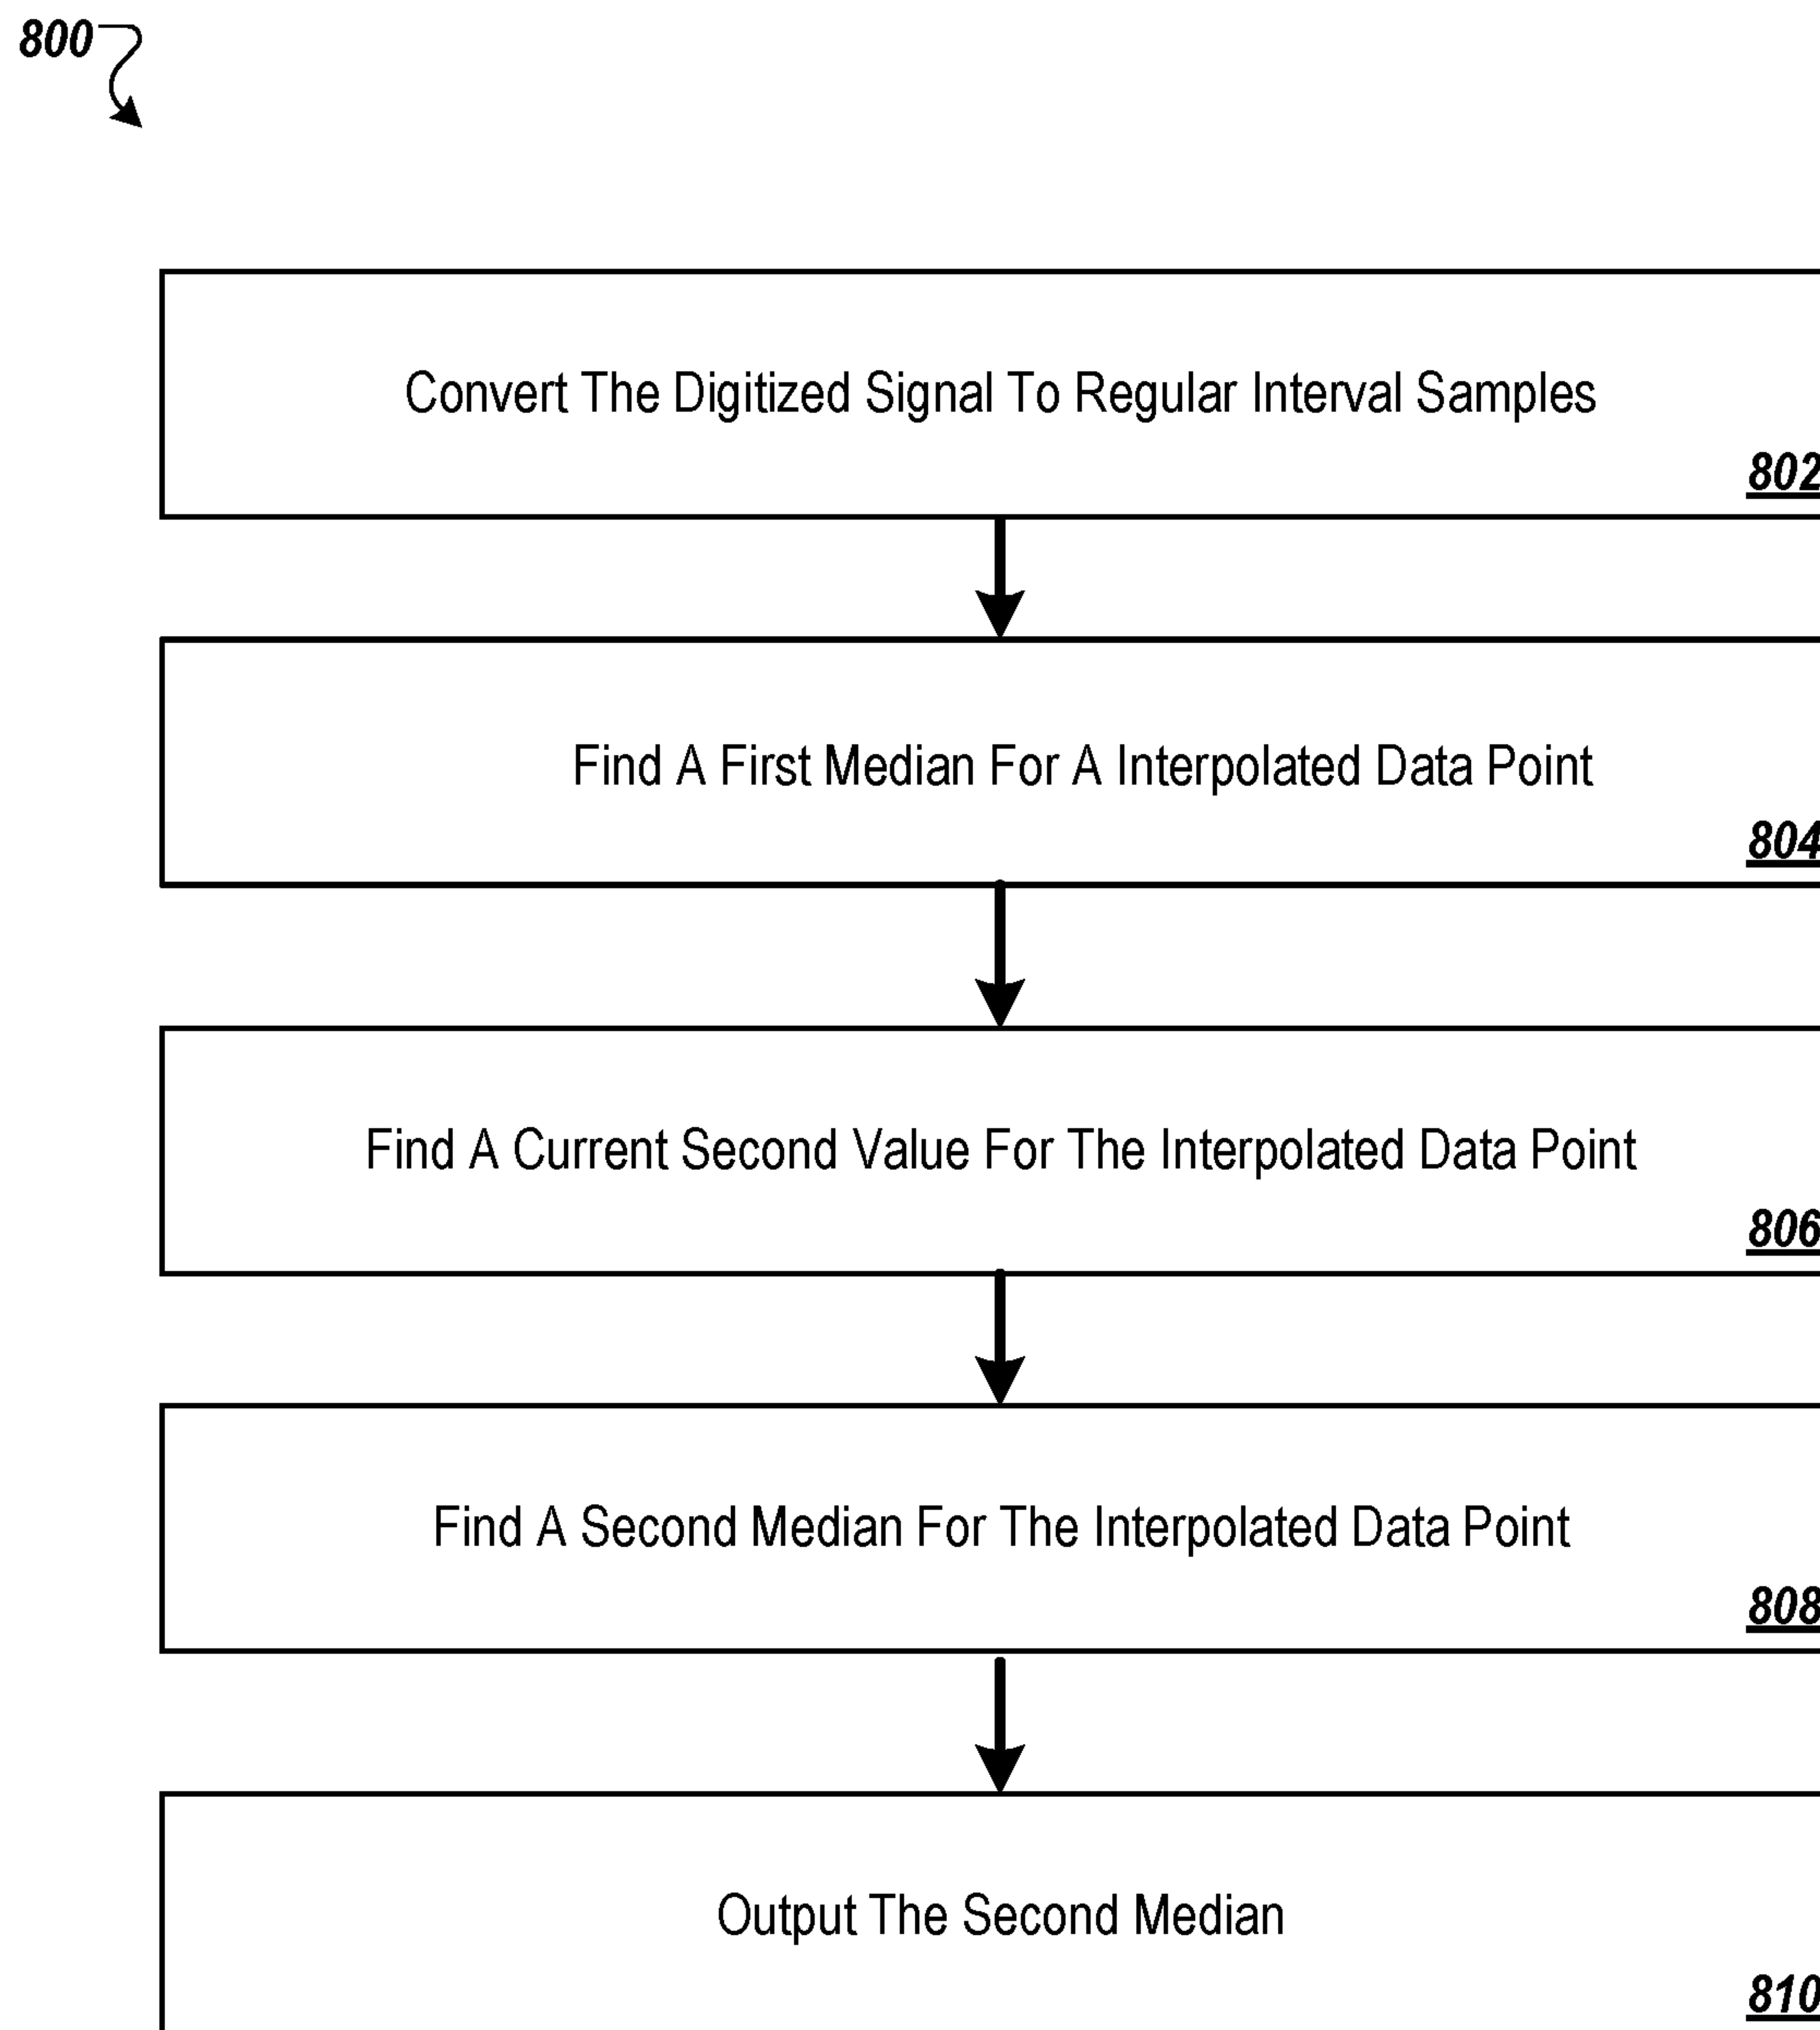 800
Convert The Digitized Signal To Regular Interval Samples
802
Find A First Median For A Interpolated Data Point
804
Find A Current Second Value For The Interpolated Data Point
806
Find A Second Median For The Interpolated Data Point
808
Output The Second Median
810